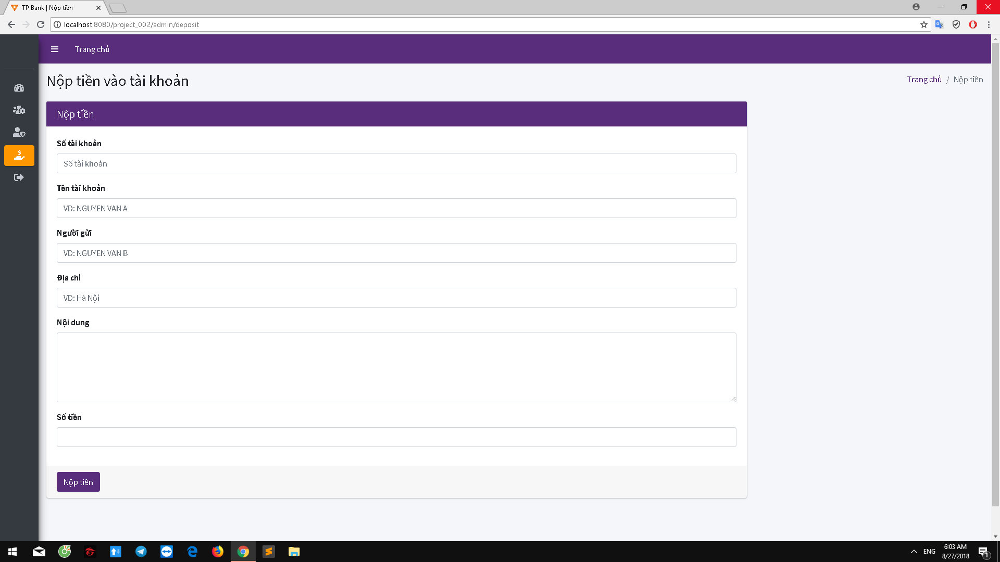 TP Bank | Nộp tiền
localhost:8080/project_002/admin/deposit
Trang chủ
Nộp tiền vào tài khoản
Trang chủ / Nộp tiền
Nộp tiền
Số tài khoản
Số tài khoản
Tên tài khoản
VD: NGUYEN VAN A
Người gửi
VD: NGUYEN VAN B
Địa chỉ
VD: Hà Nội
Nội dung
Số tiền
Nộp tiền
ENG
6:03 AM
8/27/2018
1